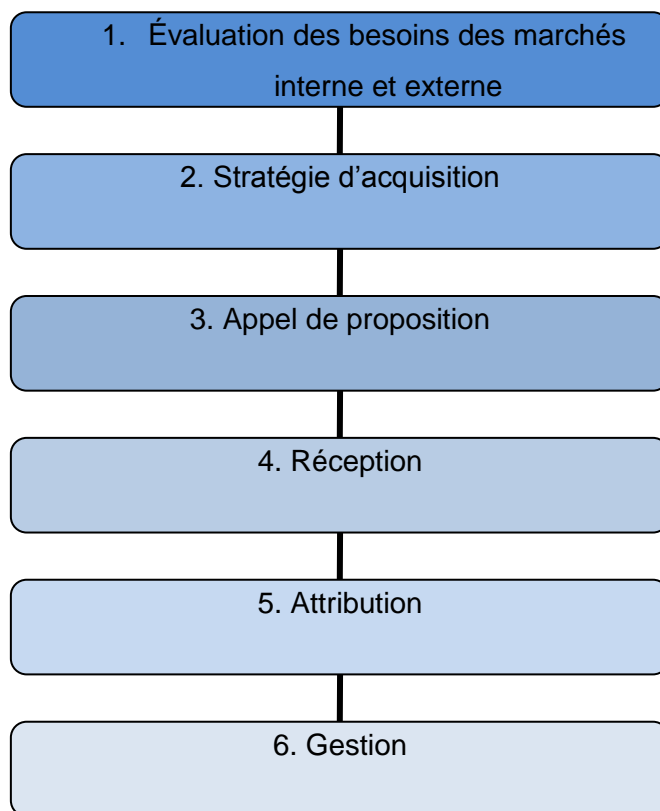 1. Évaluation des besoins des marchés
interne et externe
2. Stratégie d’acquisition
3. Appel de proposition
4. Réception
5. Attribution
6. Gestion